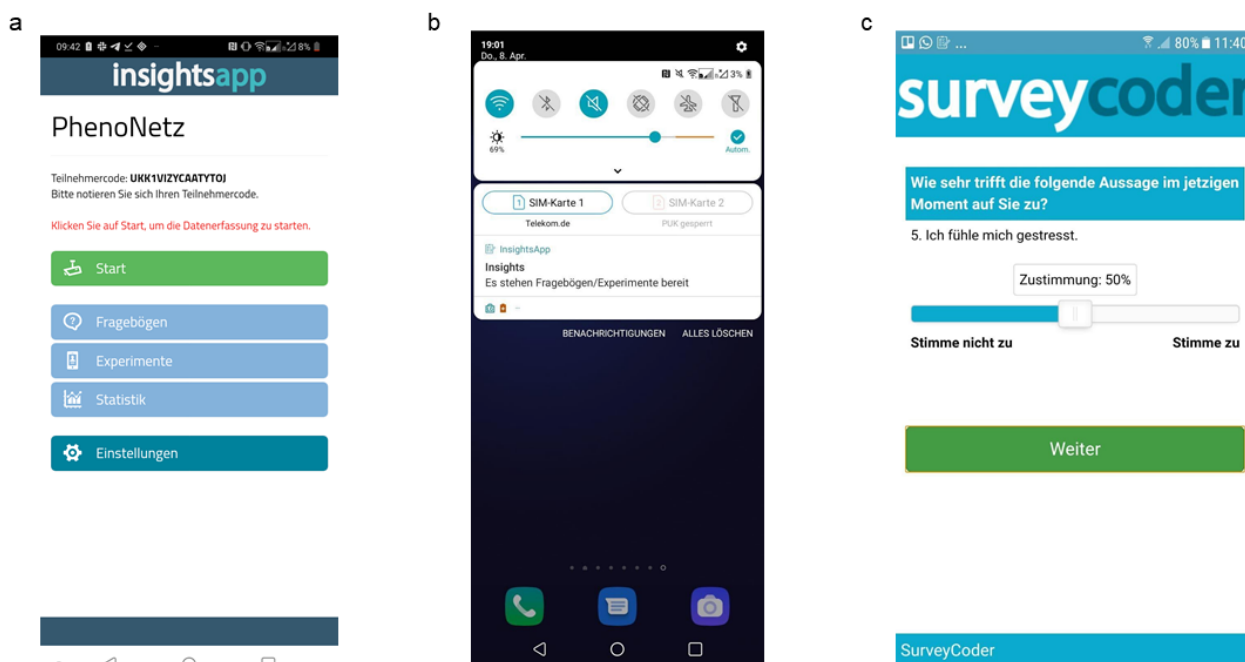 a
09:42
8%
insightsapp
PhenoNetz
Teilnehmercode: UKK1VIZYCAATYTOJ
Bitte notieren Sie sich Ihren Teilnehmercode.
Klicken Sie auf Start, um die Datenerfassung zu starten.
Start
Fragebögen
Experimente
Statistik
Einstellungen
b
19:01
Do., 8. Apr.
3%
69%
Autom.
1 SIM-Karte 1
2 SIM-Karte 2
Telekom.de
PUK gesperrt
InsightsApp
Insights
Es stehen Fragebögen/Experimente bereit
BENACHRICHTIGUNGEN ALLES LÖSCHEN
c
... 80% 11:40
surveycoder
Wie sehr trifft die folgende Aussage im jetzigen
Moment auf Sie zu?
5. Ich fühle mich gestresst.
Zustimmung: 50%
Stimme nicht zu Stimme zu
Weiter
SurveyCoder